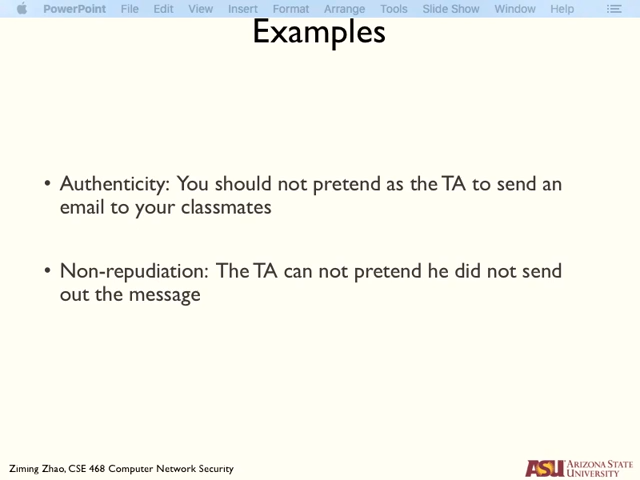 PowerPoint File Edit View Insert Format Arrange Tools Slide Show Window Help
Examples
• Authenticity: You should not pretend as the TA to send an
email to your classmates
• Non-repudiation: The TA can not pretend he did not send
out the message
Ziming Zhao, CSE 468 Computer Network Security
ASU ARIZONA STATE
UNIVERSITY